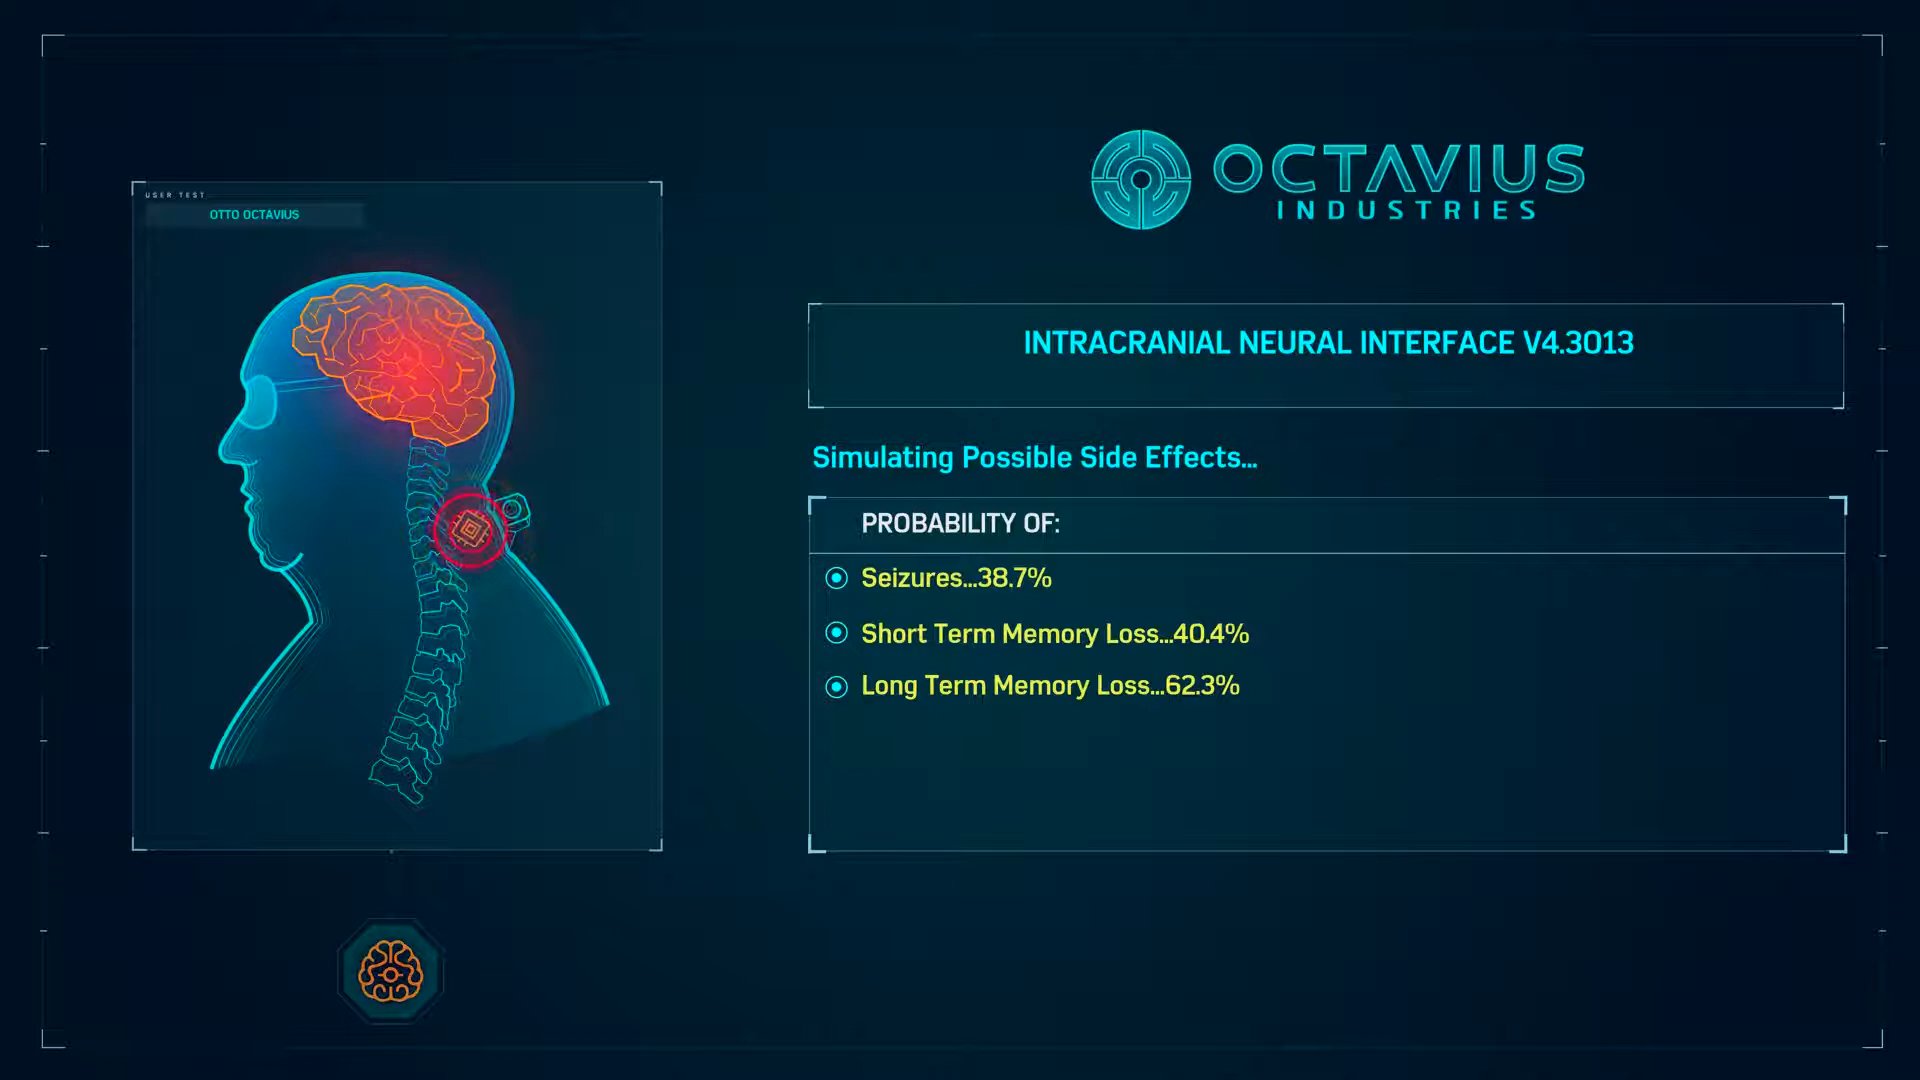 USER TEST
OTTO OCTAVIUS
OCTAVIUS
INDUSTRIES
INTRACRANIAL NEURAL INTERFACE V4.3013
Simulating Possible Side Effects...
PROBABILITY OF:
Seizures...38.7%
Short Term Memory Loss...40.4%
Long Term Memory Loss...62.3%